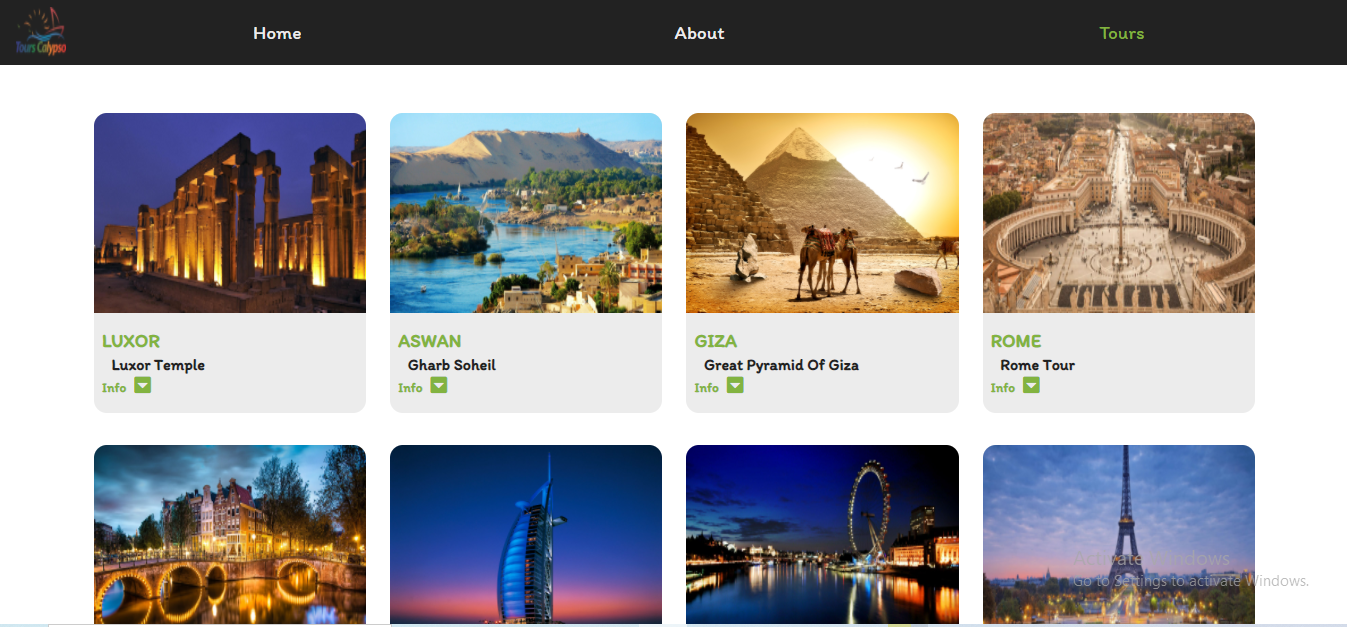 Tours Calypso
Home
About
Tours
LUXOR
Luxor Temple
Info
ASWAN
Gharb Soheil
Info
GIZA
Great Pyramid Of Giza
Info
ROME
Rome Tour
Info
Activate Windows
Go to Settings to activate Windows.